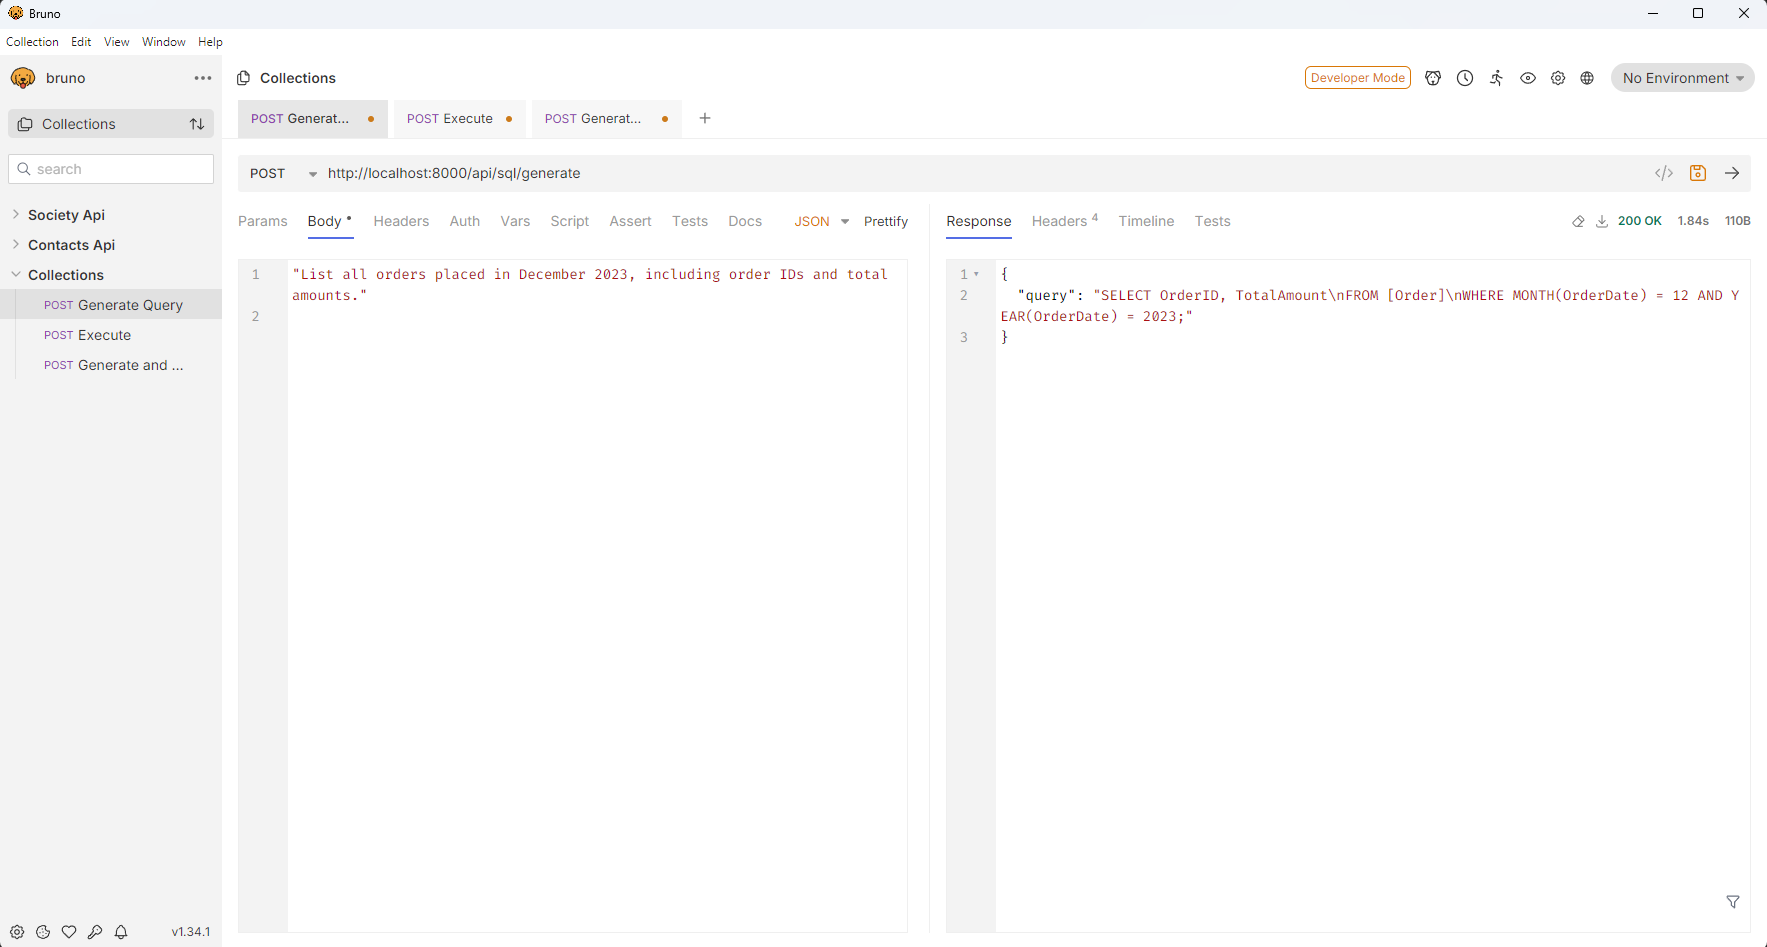 Bruno
Collection Edit View Window Help
bruno
Collections
Developer Mode
No Environment
Collections
POST Generat...
POST Execute
POST Generat...
search
POST
http://localhost:8000/api/sql/generate
Society Api
Contacts Api
Collections
POST Generate Query
POST Execute
POST Generate and ...
Params Body Headers Auth Vars Script Assert Tests Docs JSON Prettify
1 "List all orders placed in December 2023, including order IDs and total
amounts."
2
Response Headers 4 Timeline Tests 200 OK 1.84s 110B
1 {
2 "query": "SELECT OrderID, TotalAmount\nFROM [Order]\nWHERE MONTH(OrderDate) = 12 AND Y
EAR(OrderDate) = 2023;"
3 }
v1.34.1